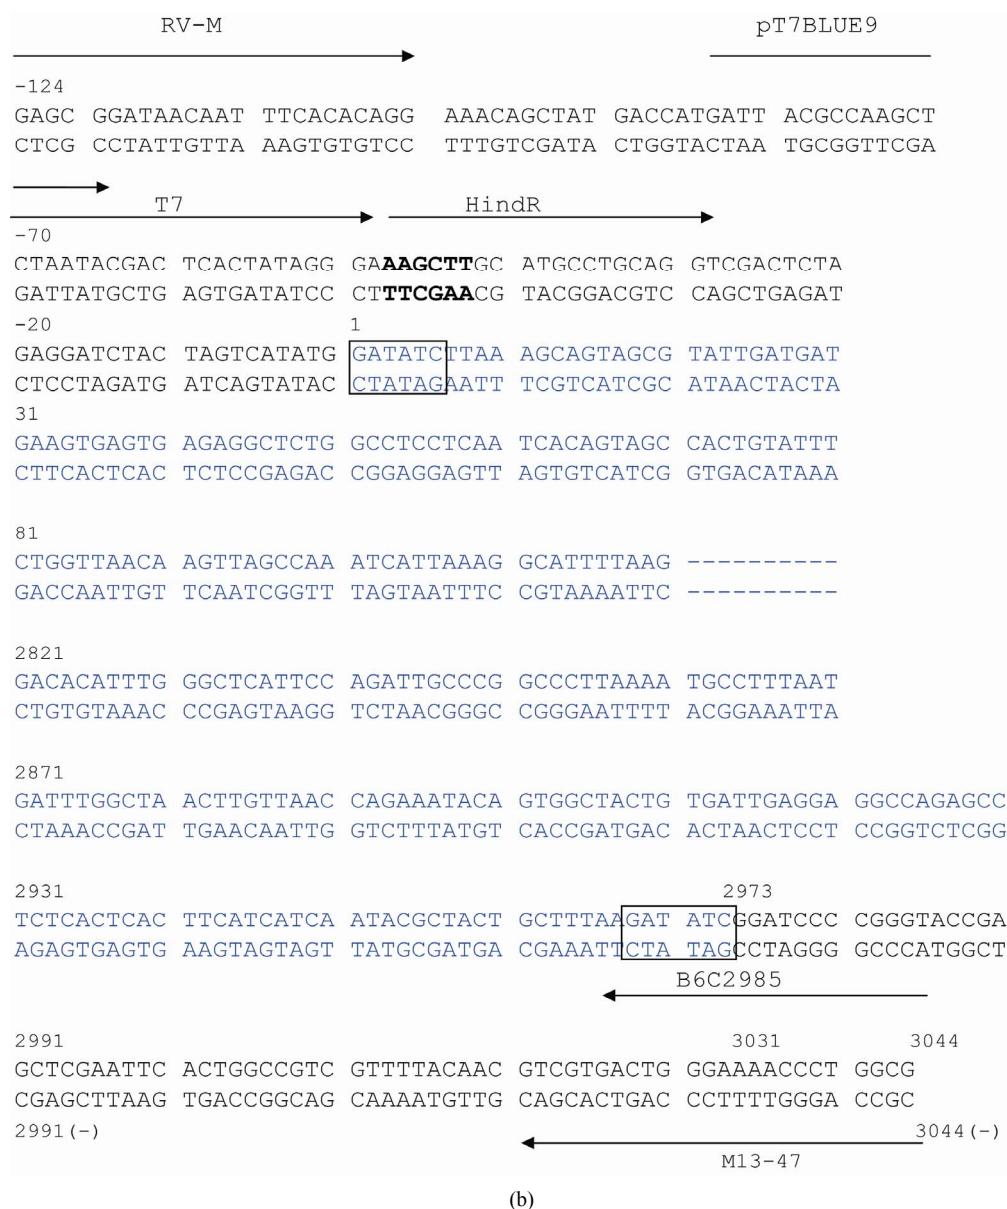 RV-M pT7BLUE9
-124
GAGC GGATAACAAT TTCACACAGG AAACAGCTAT GACCATGATT ACGCCAAGCT
CTCG CCTATTGTTA AAGTGTGTCC TTTGTCGATA CTGGTACTAA TGCGGTTCGA
T7 HindR
-70
CTAATACGAC TCACTATAGG GAAAGCTTGC ATGCCTGCAG GTCGACTCTA
GATTATGCTG AGTGATATCC CTTTCGAACG TACGGACGTC CAGCTGAGAT
-20 1
GAGGATCTAC TAGTCATATG GATATCTTAA AGCAGTAGCG TATTGATGAT
CTCCTAGATG ATCAGTATAC CTATAGAATT TCGTCATCGC ATAACTACTA
31
GAAGTGAGTG AGAGGCTCTG GCCTCCTCAA TCACAGTAGC CACTGTATTT
CTTCACTCAC TCTCCGAGAC CGGAGGAGTT AGTGTCATCG GTGACATAAA
81
CTGGTTAACA AGTTAGCCAA ATCATTAAAG GCATTTTAAG ----------
GACCAATTGT TCAATCGGTT TAGTAATTTC CGTAAAATTC ----------
2821
GACACATTTG GGCTCATTCC AGATTGCCCG GCCCTTAAAA TGCCTTTAAT
CTGTGTAAAC CCGAGTAAGG TCTAACGGGC CGGGAATTTT ACGGAAATTA
2871
GATTTGGCTA ACTTGTTAAC CAGAAATACA GTGGCTACTG TGATTGAGGA GGCCAGAGCC
CTAAACCGAT TGAACAATTG GTCTTTATGT CACCGATGAC ACTAACTCCT CCGGTCTCGG
2931 2973
TCTCACTCAC TTCATCATCA ATACGCTACT GCTTTAAGAT ATCGGATCCC CGGGTACCGA
AGAGTGAGTG AAGTAGTAGT TATGCGATGA CGAAATTCTA TAGCCTAGGG GCCCATGGCT
B6C2985
2991 3031 3044
GCTCGAATTC ACTGGCCGTC GTTTTACAAC GTCGTGACTG GGAAAACCCT GGCG
CGAGCTTAAG TGACCGGCAG CAAAATGTTG CAGCACTGAC CCTTTTGGGA CCGC
2991(-) 3044(-)
M13-47
(b)